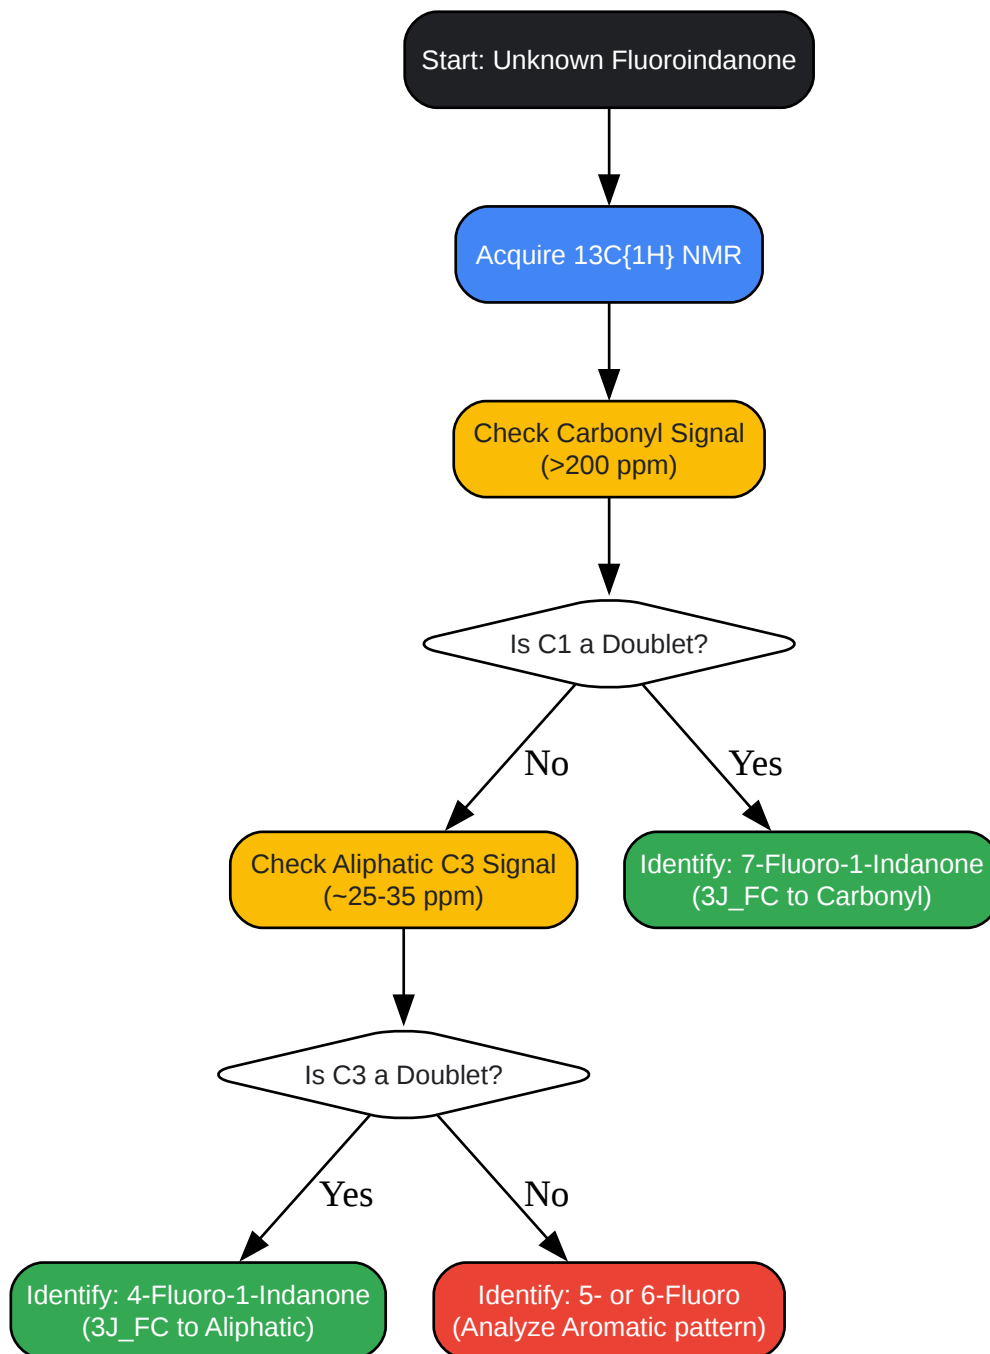 Start: Unknown Fluoroindanone
Acquire 13C{1H} NMR
Check Carbonyl Signal
(>200 ppm)
Is C1 a Doublet?
No
Yes
Check Aliphatic C3 Signal
(~25-35 ppm)
Identify: 7-Fluoro-1-Indanone
(3J_FC to Carbonyl)
Is C3 a Doublet?
Yes
No
Identify: 4-Fluoro-1-Indanone
(3J_FC to Aliphatic)
Identify: 5- or 6-Fluoro
(Analyze Aromatic pattern)